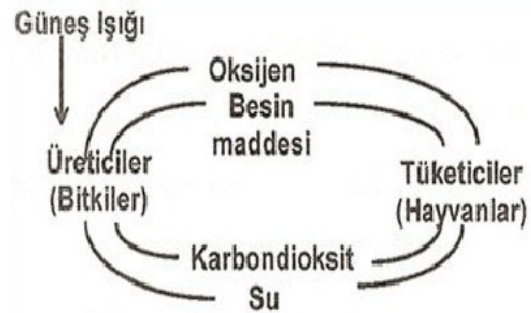 Güneş Işığı
Oksijen
Besin
maddesi
Üreticiler
(Bitkiler)
Tüketiciler
(Hayvanlar)
Karbondioksit
Su